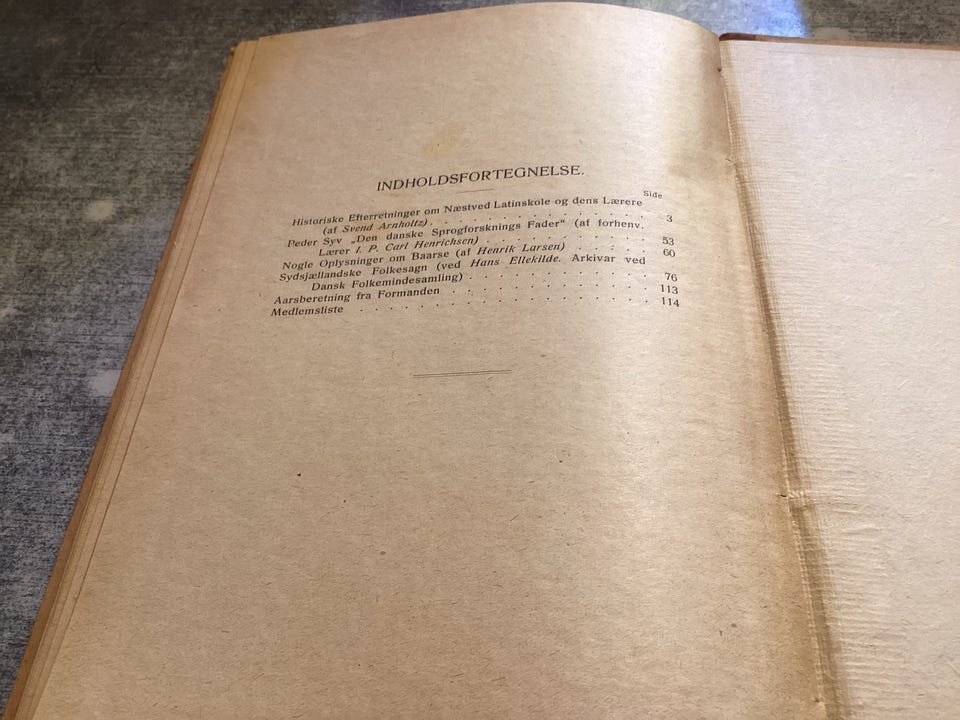 INDHOLDSFORTEGNELSE.
Side
Historiske Efterretninger om Næstved Latinskole og dens Lærere
(af Svend Arnholtz) . . . . . . . . . . . . . . 3
Peder Syv „Den danske Sprogforsknings Fader“ (af forhenv.
Lærer I. P. Carl Henrichsen) . . . . . . . . . . 53
Nogle Oplysninger om Baarse (af Henrik Larsen) . . . . . 60
Sydsjællandske Folkesagn (ved Hans Ellekilde. Arkivar ved
Dansk Folkemindesamling) . . . . . . . . . . . . 76
Aarsberetning fra Formanden . . . . . . . . . . . . . 113
Medlemsliste . . . . . . . . . . . . . . . . . . . 114